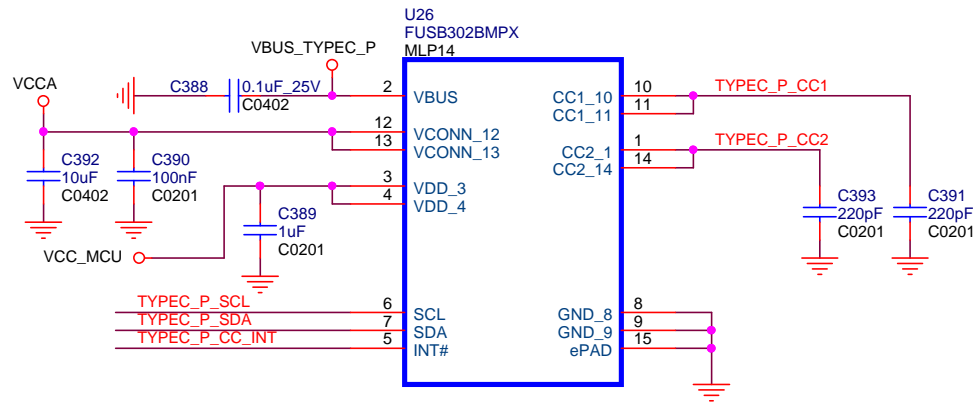 U26
FUSB302BMPX
MLP14
VBUS_TYPEC_P
VCCA
C388
0.1uF_25V
C0402
2
VBUS
CC1_10
10
TYPEC_P_CC1
CC1_11
11
12
VCONN_12
13
VCONN_13
CC2_1
1
TYPEC_P_CC2
CC2_14
14
C392
10uF
C0402
C390
100nF
C0201
3
VDD_3
4
VDD_4
C389
1uF
C0201
C393
220pF
C0201
C391
220pF
C0201
VCC_MCU
TYPEC_P_SCL
6
SCL
TYPEC_P_SDA
7
SDA
TYPEC_P_CC_INT
5
INT#
GND_8
8
GND_9
9
ePAD
15